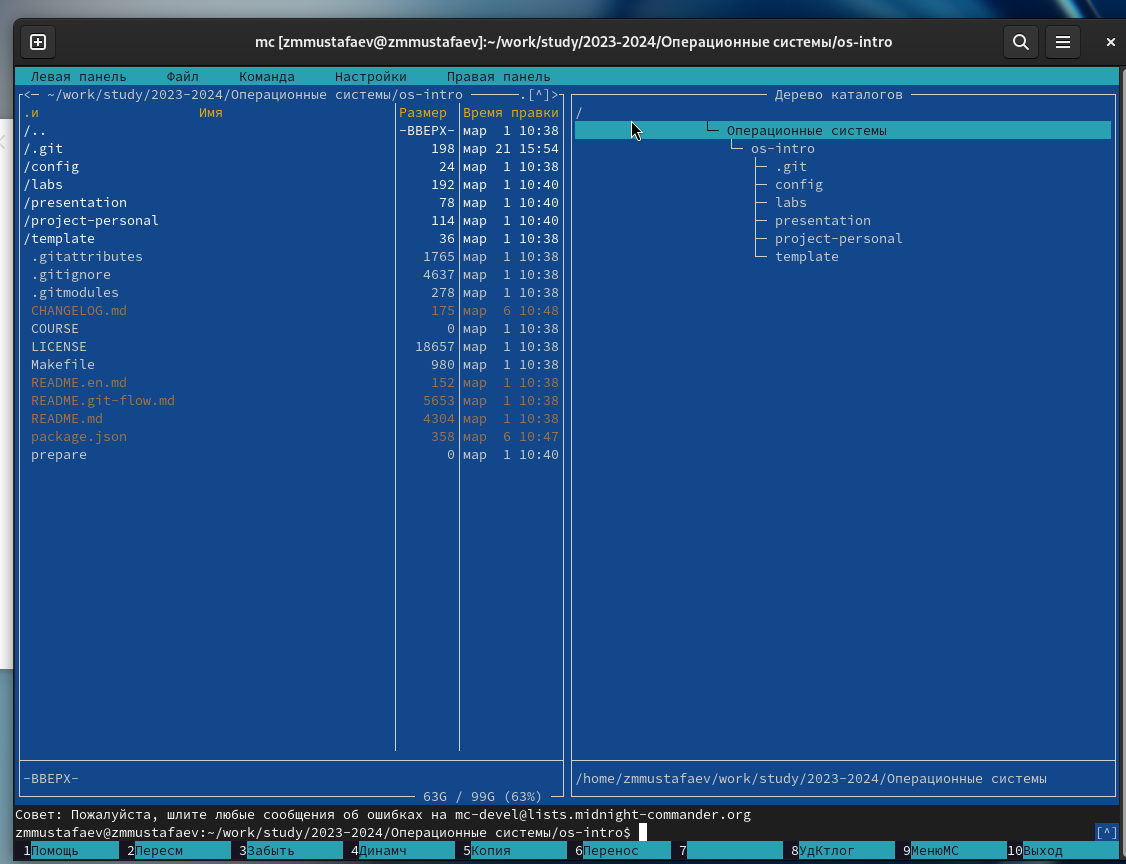 mc [zmmustafaev@zmmustafaev]:~/work/study/2023-2024/Операционные системы/os-intro
Левая панель Файл Команда Настройки Правая панель
<─ ~/work/study/2023-2024/Операционные системы/os-intro ──────.[^]>
.и Имя Размер Время правки
/.. -ВВЕРХ- мар 1 10:38
/.git 198 мар 21 15:54
/config 24 мар 1 10:38
/labs 192 мар 1 10:40
/presentation 78 мар 1 10:40
/project-personal 114 мар 1 10:40
/template 36 мар 1 10:38
.gitattributes 1765 мар 1 10:38
.gitignore 4637 мар 1 10:38
.gitmodules 278 мар 1 10:38
CHANGELOG.md 175 мар 6 10:48
COURSE 0 мар 1 10:38
LICENSE 18657 мар 1 10:38
Makefile 980 мар 1 10:38
README.en.md 152 мар 1 10:38
README.git-flow.md 5653 мар 1 10:38
README.md 4304 мар 1 10:38
package.json 358 мар 6 10:47
prepare 0 мар 1 10:40
-ВВЕРХ-
63G / 99G (63%)
Дерево каталогов
/
Операционные системы
os-intro
.git
config
labs
presentation
project-personal
template
/home/zmmustafaev/work/study/2023-2024/Операционные системы
Совет: Пожалуйста, шлите любые сообщения об ошибках на mc-devel@lists.midnight-commander.org
zmmustafaev@zmmustafaev:~/work/study/2023-2024/Операционные системы/os-intro$ [^]
1Помощь 2Пересм 3Забыть 4Динамч 5Копия 6Перенос 7 8УдКтлог 9МенюМС 10Выход